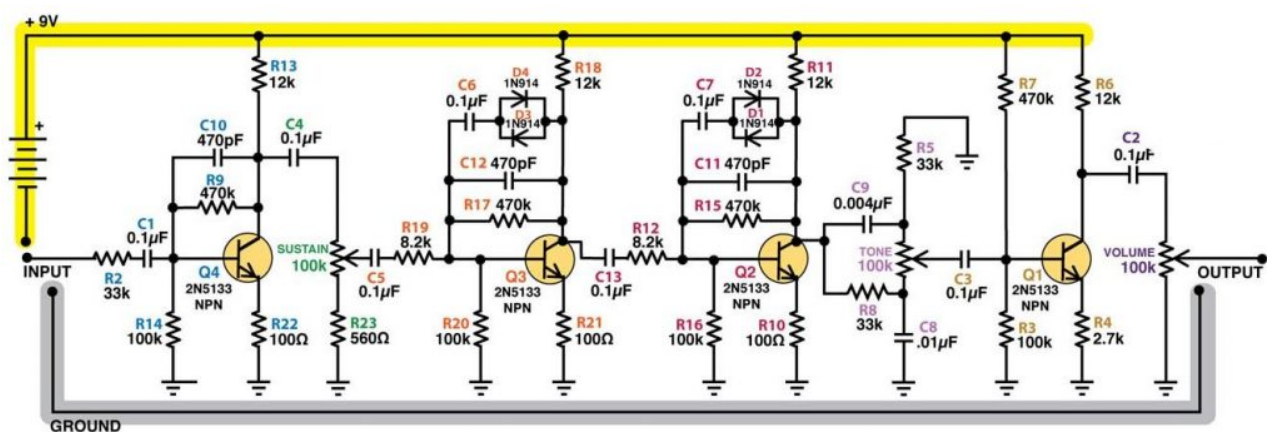 + 9V
+
R13
12k
C10
470pF
C4
0.1µF
R9
470k
C1
0.1µF
INPUT
R2
33k
Q4
2N5133
NPN
R14
100k
R22
100Ω
SUSTAIN
100k
R23
560Ω
C5
0.1µF
R19
8.2k
C6
0.1µF
D4
1N914
D3
1N914
R18
12k
C12 470pF
R17 470k
Q3
2N5133
NPN
R20
100k
R21
100Ω
C13
0.1µF
R12
8.2k
C7
0.1µF
D2
1N914
D1
1N914
R11
12k
C11 470pF
R15 470k
Q2
2N5133
NPN
R16
100k
R10
100Ω
C9
0.004µF
R5
33k
TONE
100k
R8
33k
C8
.01µF
C3
0.1µF
R7
470k
R6
12k
Q1
2N5133
NPN
R3
100k
R4
2.7k
C2
0.1µF
VOLUME
100k
OUTPUT
GROUND